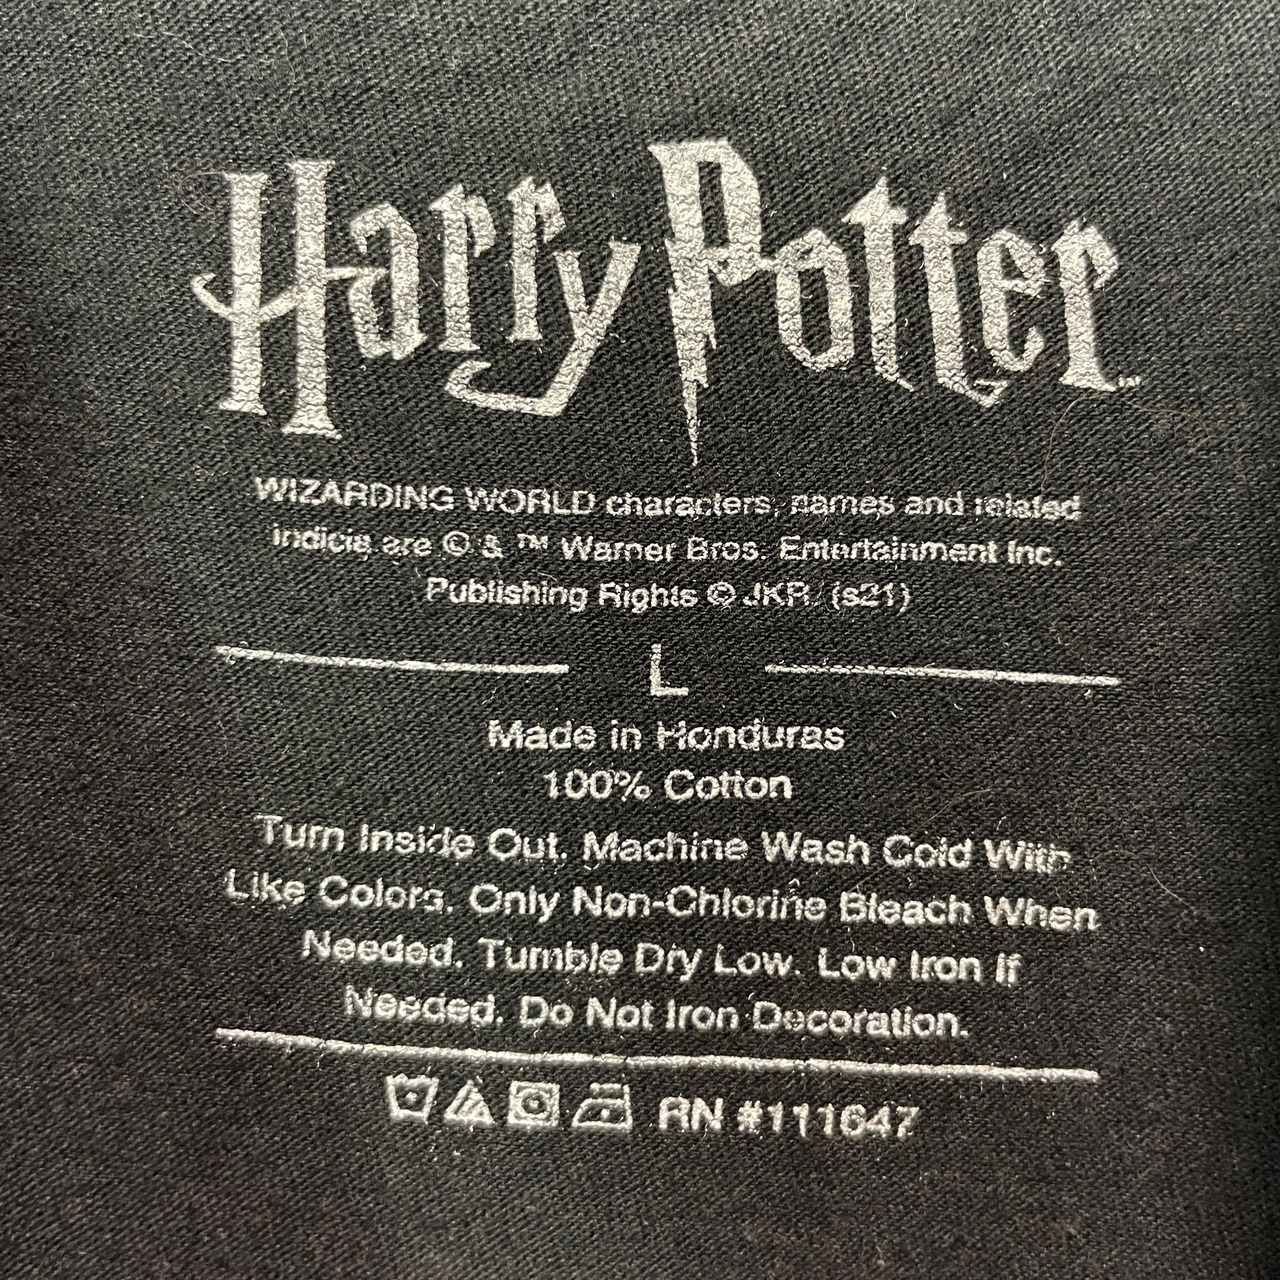 Harry Potter™
WIZARDING WORLD characters, names and related
indicia are © & ™ Warner Bros. Entertainment Inc.
Publishing Rights © JKR. (s21)
L
Made in Honduras
100% Cotton
Turn Inside Out. Machine Wash Cold With
Like Colors. Only Non-Chlorine Bleach When
Needed. Tumble Dry Low. Low Iron If
Needed. Do Not Iron Decoration.
RN #111647